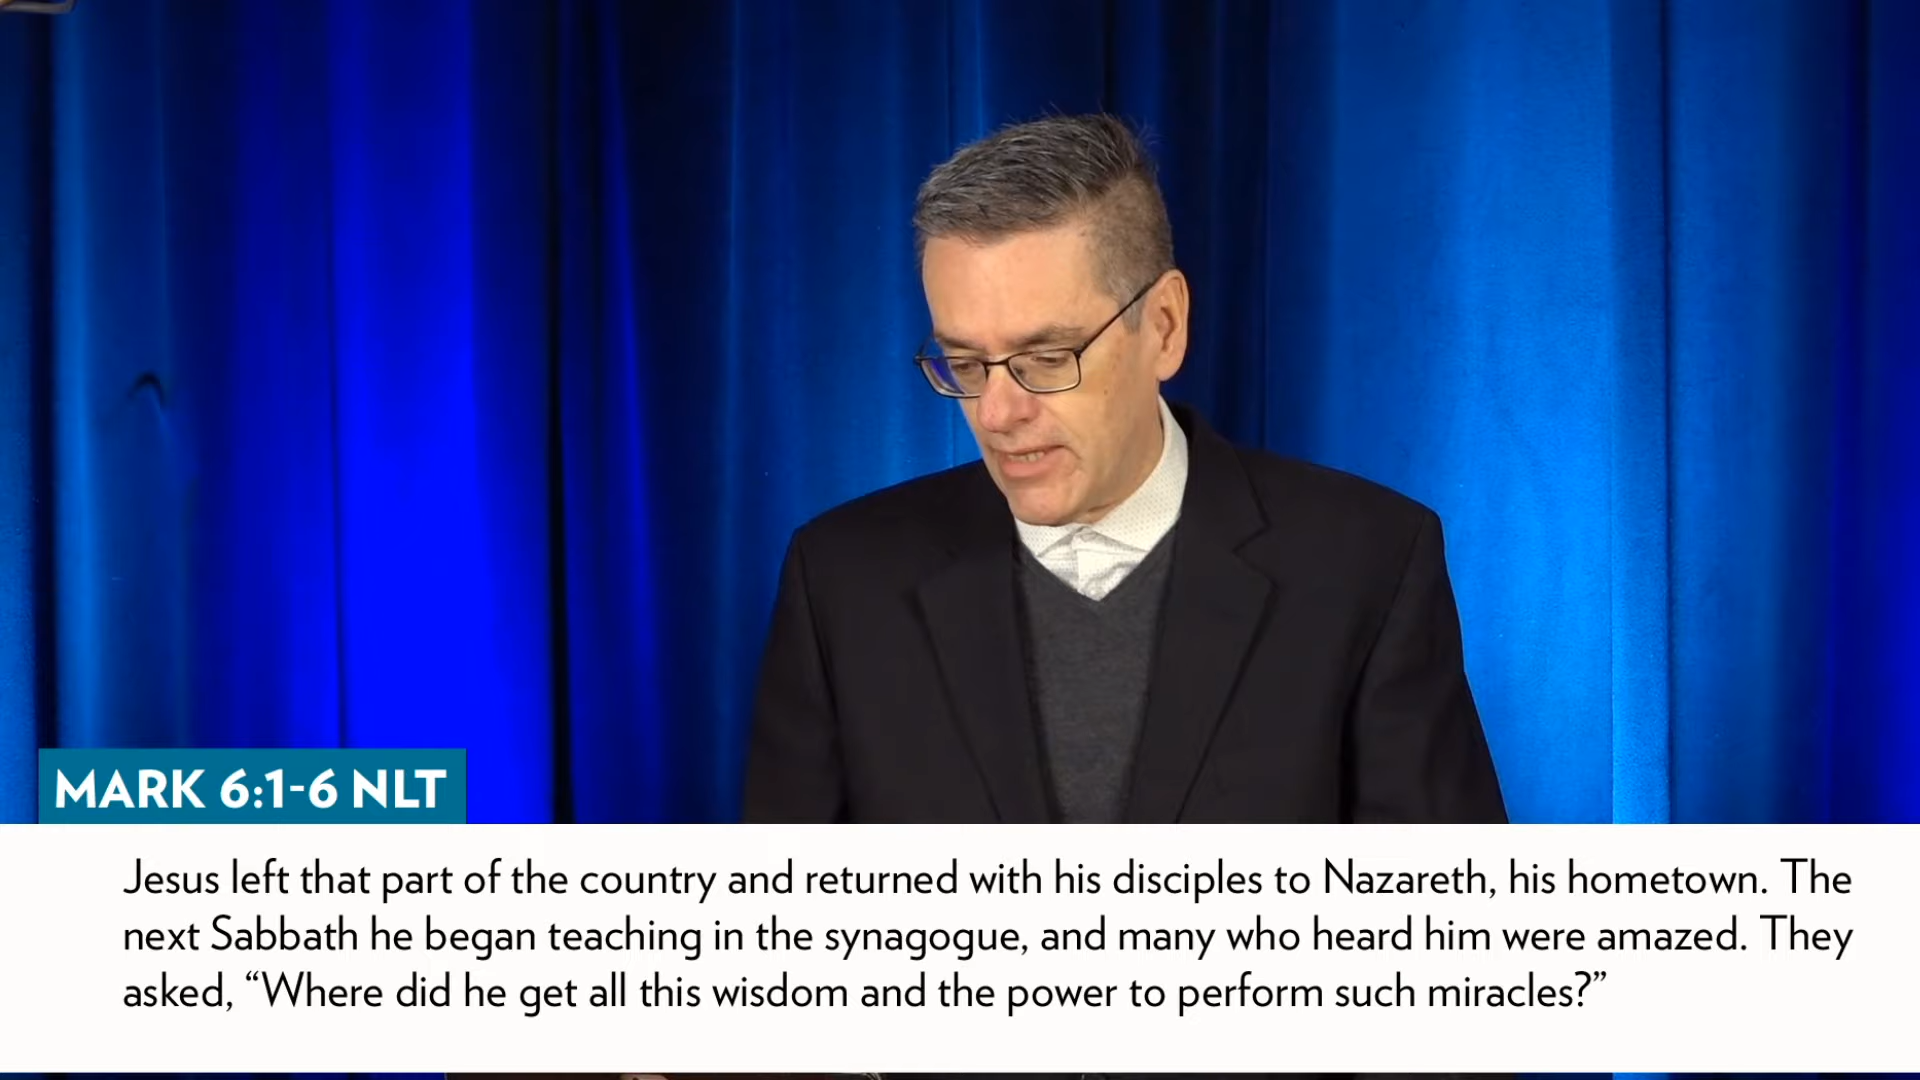 MARK 6:1-6 NLT
Jesus left that part of the country and returned with his disciples to Nazareth, his hometown. The
next Sabbath he began teaching in the synagogue, and many who heard him were amazed. They
asked, “Where did he get all this wisdom and the power to perform such miracles?”